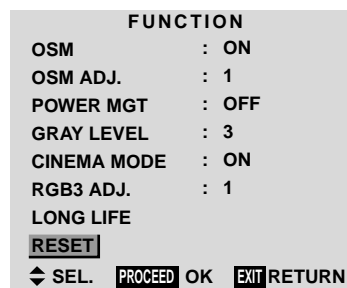 FUNCTION
OSM : ON
OSM ADJ. : 1
POWER MGT : OFF
GRAY LEVEL : 3
CINEMA MODE : ON
RGB3 ADJ. : 1
LONG LIFE
RESET
SEL. PROCEED OK EXIT RETURN